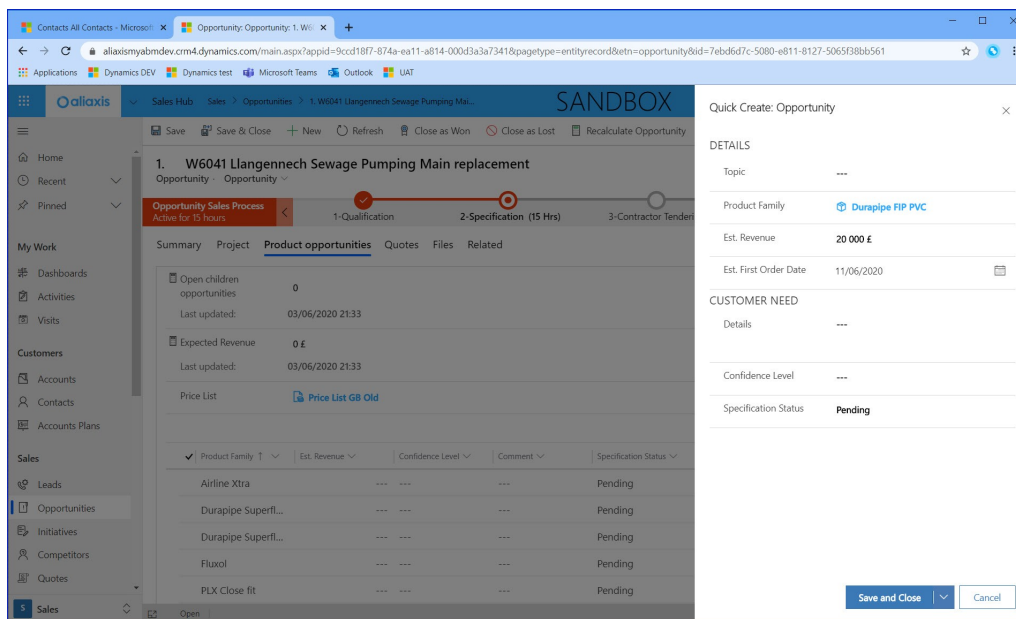 Contacts All Contacts - Microsoft
Opportunity: Opportunity: 1. W6
aliaxismyabmdev.crm4.dynamics.com/main.aspx?appid=9ccd18f7-874a-ea11-a814-000d3a3a7341&pagetype=entityrecord&etn=opportunity&id=7ebd6d7c-5080-e811-8127-5065f38bb561
Applications Dynamics DEV Dynamics test Microsoft Teams Outlook UAT
aliaxis Sales Hub Sales > Opportunities > 1. W6041 Llangennech Sewage Pumping Mai... SANDBOX
Save Save & Close New Refresh Close as Won Close as Lost Recalculate Opportunity
Home
Recent
Pinned
My Work
Dashboards
Activities
Visits
Customers
Accounts
Contacts
Accounts Plans
Sales
Leads
Opportunities
Initiatives
Competitors
Quotes
S Sales
1. W6041 Llangennech Sewage Pumping Main replacement
Opportunity · Opportunity
Opportunity Sales Process
Active for 15 hours
1-Qualification 2-Specification (15 Hrs) 3-Contractor Tenderi
Summary Project Product opportunities Quotes Files Related
Open children
opportunities 0
Last updated: 03/06/2020 21:33
Expected Revenue 0 £
Last updated: 03/06/2020 21:33
Price List Price List GB Old
Product Family Est. Revenue Confidence Level Comment Specification Status
Airline Xtra --- --- --- Pending
Durapipe Superfl... --- --- --- Pending
Durapipe Superfl... --- --- --- Pending
Fluxol --- --- --- Pending
PLX Close fit --- --- --- Pending
Open
Quick Create: Opportunity
DETAILS
Topic ---
Product Family Durapipe FIP PVC
Est. Revenue 20 000 £
Est. First Order Date 11/06/2020
CUSTOMER NEED
Details ---
Confidence Level ---
Specification Status Pending
Save and Close Cancel